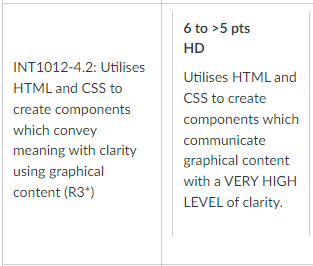 INT1012-4.2: Utilises
HTML and CSS to
create components
which convey
meaning with clarity
using graphical
content (R3*)
6 to >5 pts
HD
Utilises HTML and
CSS to create
components which
communicate
graphical content
with a VERY HIGH
LEVEL of clarity.